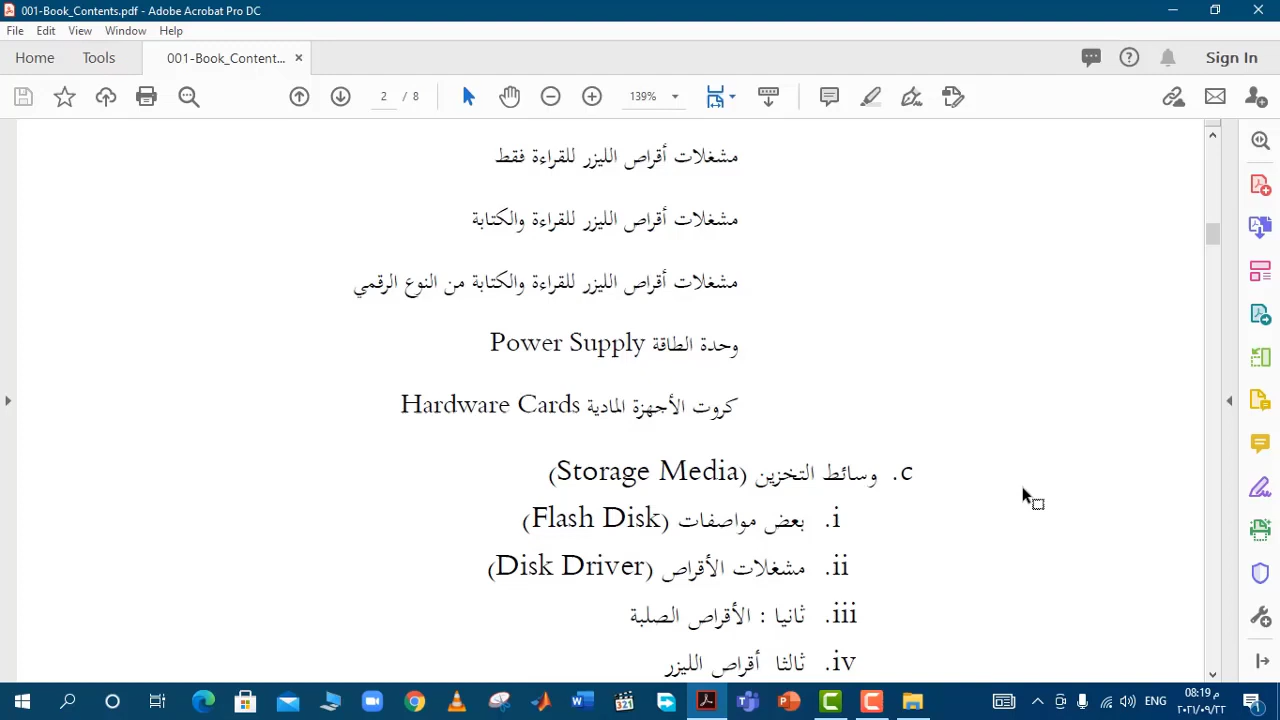 001-Book_Contents.pdf - Adobe Acrobat Pro DC
File Edit View Window Help
Home Tools 001-Book_Content... ×
Sign In
2 / 8
139%
مشغلات أقراص الليزر للقراءة فقط
مشغلات أقراص الليزر للقراءة والكتابة
مشغلات أقراص الليزر للقراءة والكتابة من النوع الرقمي
وحدة الطاقة Power Supply
كروت الأجهزة المادية Hardware Cards
c. وسائط التخزين (Storage Media)
i. بعض مواصفات (Flash Disk)
ii. مشغلات الأقراص (Disk Driver)
iii. ثانيا : الأقراص الصلبة
iv. ثالثا أقراص الليزر
ENG
08:19 م
٢٠٢١/٠٩/٢٢